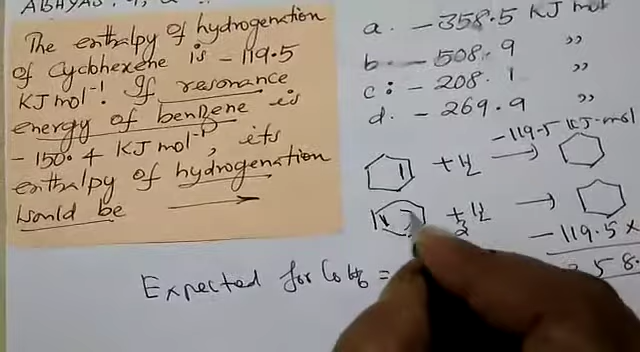 The enthalpy of hydrogenation
of Cyclohexene is - 119.5
KJ mol⁻¹. If resonance
energy of benzene is
- 150.4 KJ mol⁻¹, its
enthalpy of hydrogenation
would be
a. - 358.5 KJ mol
b. - 508.9 ”
c: - 208.1 ”
d. - 269.9 ”
+ H₂ -119.5 KJ-mol
+ H₂
- 119.5 x
58.
Expected for C₆H₆ =